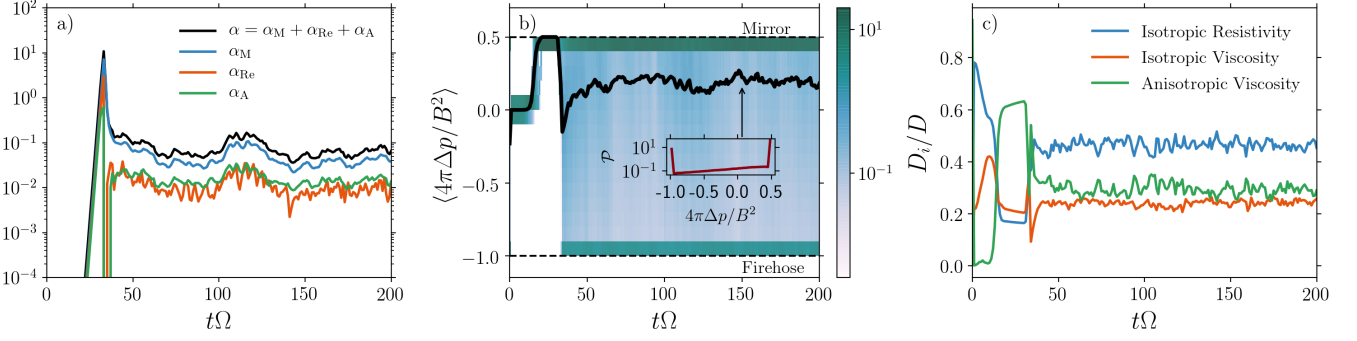 a)
α = α_M + α_Re + α_A
α_M
α_Re
α_A
10^2
10^1
10^0
10^−1
10^−2
10^−3
10^−4
0 50 100 150 200
tΩ
b)
Mirror
Firehose
⟨4πΔp/B^2⟩
0.5
0.0
−0.5
−1.0
0 50 100 150 200
tΩ
𝒫
10^1
10^−1
-1.0 -0.5 0.0 0.5
4πΔp/B^2
10^1
10^−1
c)
Isotropic Resistivity
Isotropic Viscosity
Anisotropic Viscosity
D_i/D
0.8
0.6
0.4
0.2
0.0
0 50 100 150 200
tΩ